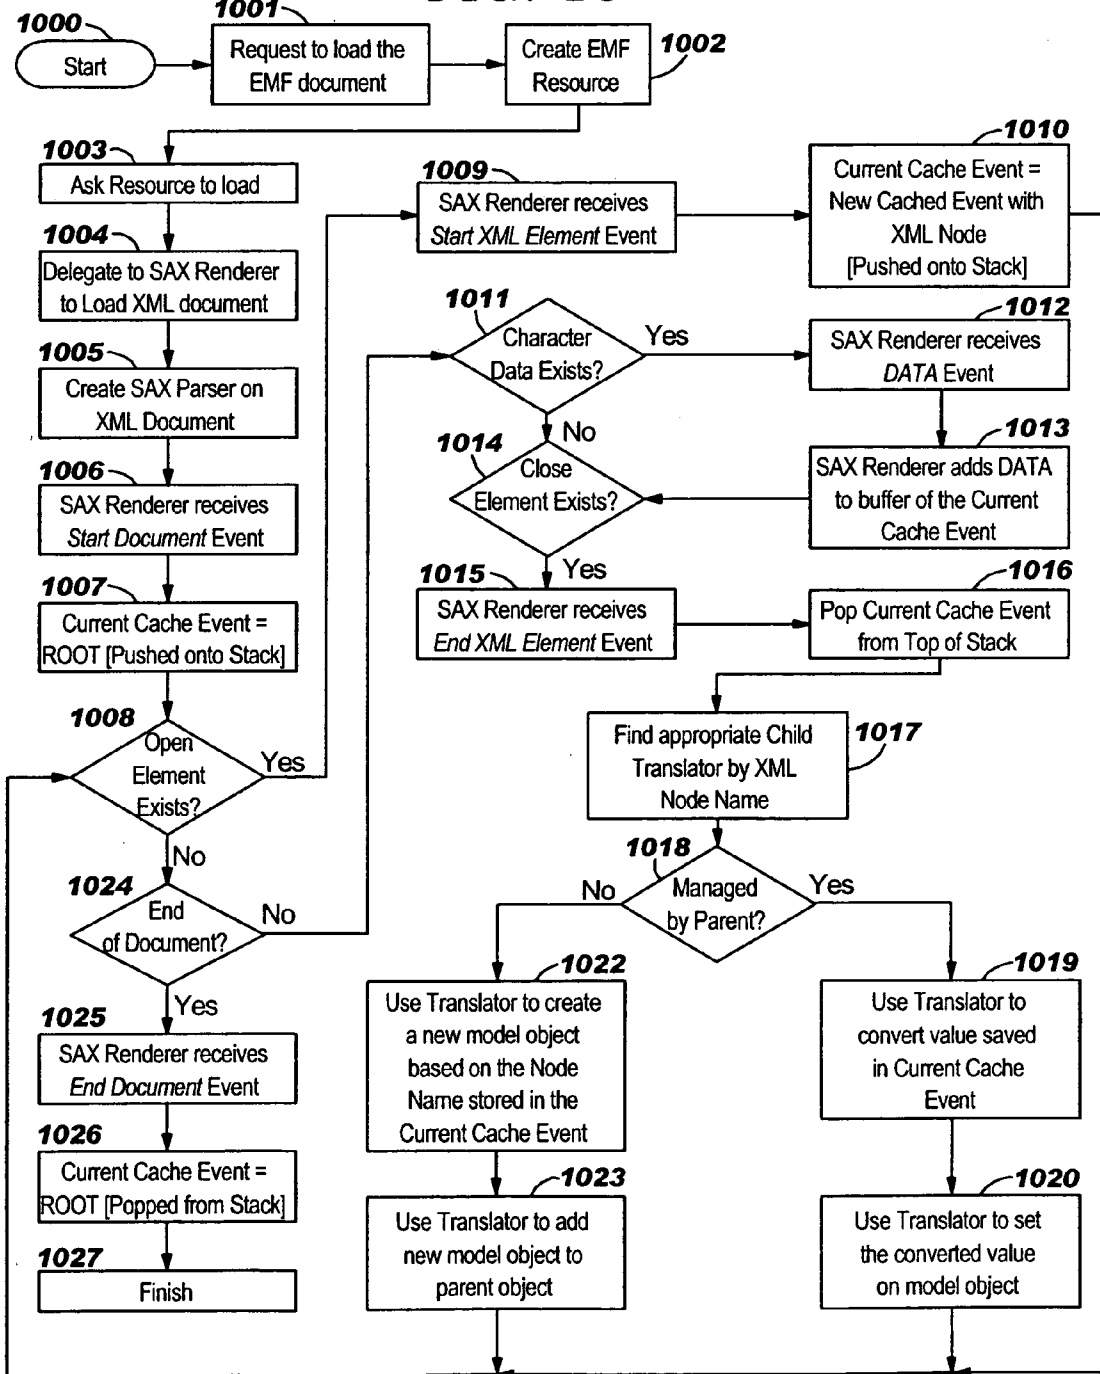 1000
Start
1001
Request to load the
EMF document
Create EMF
Resource
1002
1003
Ask Resource to load
1004
Delegate to SAX Renderer
to Load XML document
1005
Create SAX Parser on
XML Document
1006
SAX Renderer receives
Start Document Event
1007
Current Cache Event =
ROOT [Pushed onto Stack]
1008
Open
Element
Exists?
Yes
No
1009
SAX Renderer receives
Start XML Element Event
1010
Current Cache Event =
New Cached Event with
XML Node
[Pushed onto Stack]
1011
Character
Data Exists?
Yes
No
1012
SAX Renderer receives
DATA Event
1013
SAX Renderer adds DATA
to buffer of the Current
Cache Event
1014
Close
Element Exists?
Yes
1015
SAX Renderer receives
End XML Element Event
1016
Pop Current Cache Event
from Top of Stack
1017
Find appropriate Child
Translator by XML
Node Name
1018
Managed
by Parent?
No
Yes
1019
Use Translator to
convert value saved
in Current Cache
Event
1020
Use Translator to set
the converted value
on model object
1022
Use Translator to create
a new model object
based on the Node
Name stored in the
Current Cache Event
1023
Use Translator to add
new model object to
parent object
1024
End
of Document?
No
Yes
1025
SAX Renderer receives
End Document Event
1026
Current Cache Event =
ROOT [Popped from Stack]
1027
Finish